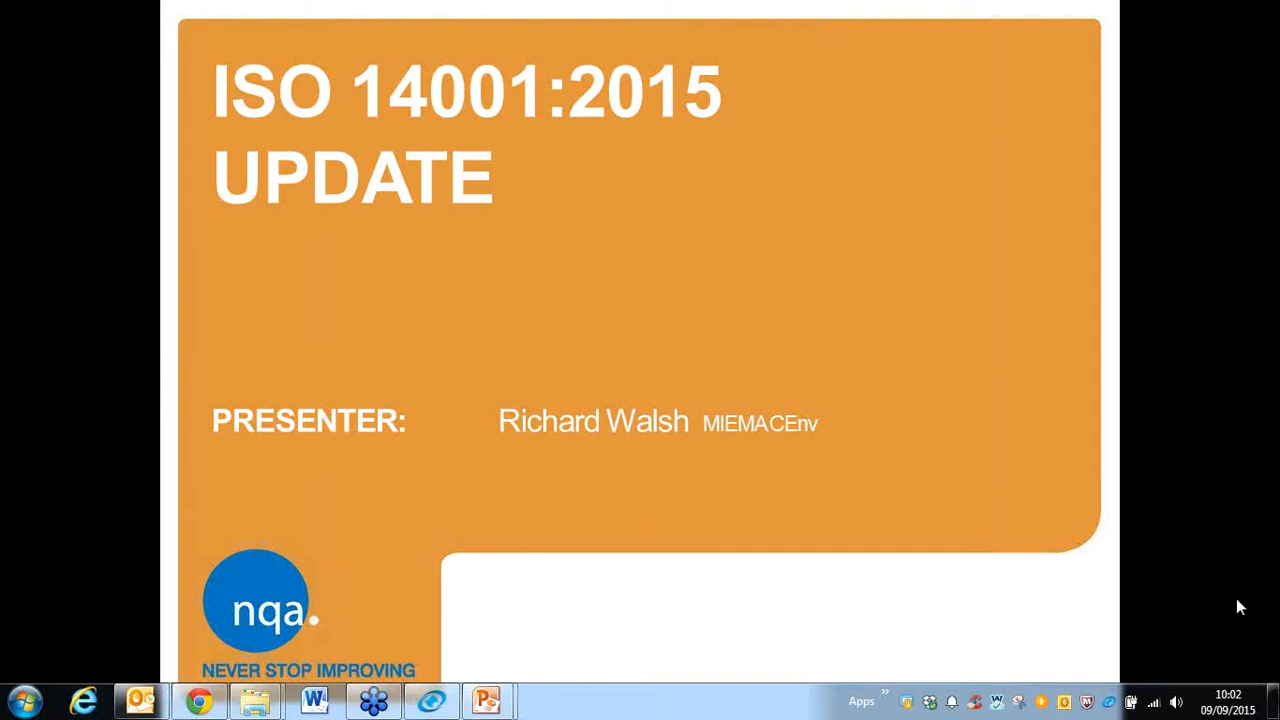 ISO 14001:2015
UPDATE
PRESENTER: Richard Walsh MIEMACEnv
nqa.
NEVER STOP IMPROVING
Apps
10:02
09/09/2015